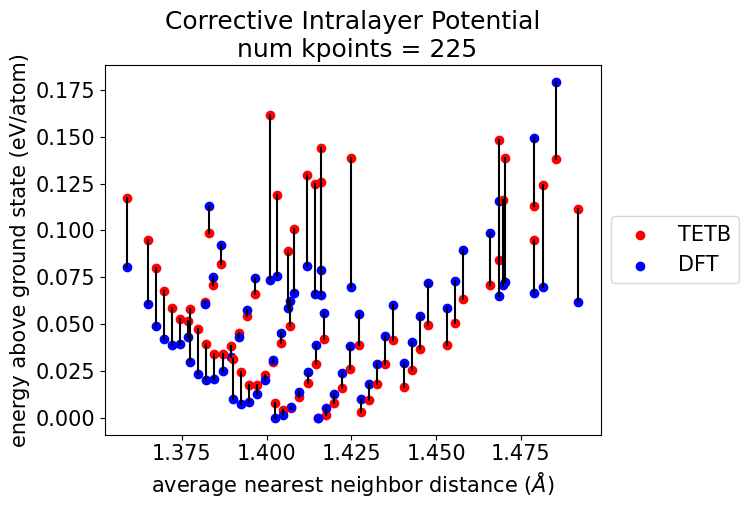 Corrective Intralayer Potential
num kpoints = 225
energy above ground state (eV/atom)
0.175
0.150
0.125
0.100
0.075
0.050
0.025
0.000
1.375
1.400
1.425
1.450
1.475
average nearest neighbor distance (Å)
TETB
DFT